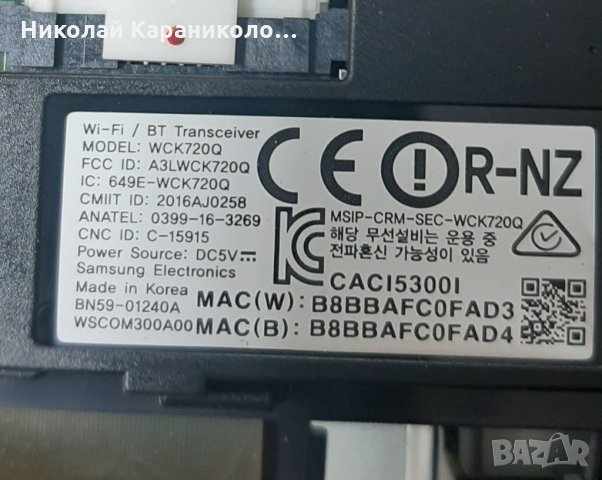 Николай Караниколо...
Wi-Fi / BT Transceiver
MODEL: WCK720Q
FCC ID: A3LWCK720Q
IC: 649E-WCK720Q
CMIIT ID: 2016AJ0258
ANATEL: 0399-16-3269
CNC ID: C-15915
Power Source: DC5V
Samsung Electronics
Made in Korea
BN59-01240A
WSCOM300A00
CE
R-NZ
MSIP-CRM-SEC-WCK720Q
해당 무선설비는 운용 중
전파혼신 가능성이 있음
CACI5300I
MAC(W): B8BBAFC0FAD3
MAC(B): B8BBAFC0FAD4
BAZAR